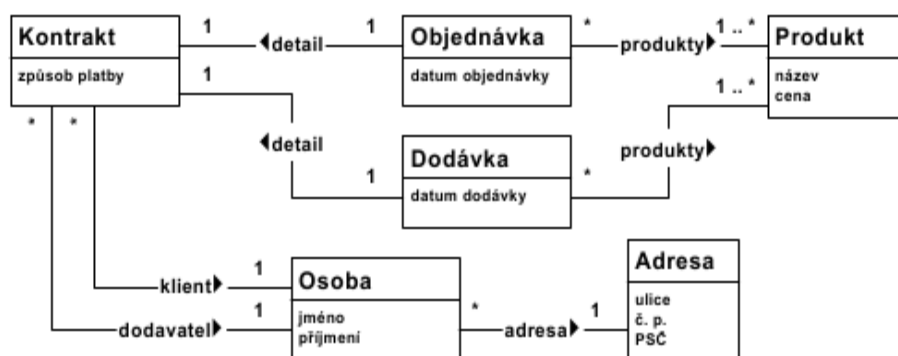 Kontrakt
způsob platby
1
◀detail
1
Objednávka
datum objednávky
*
produkty▶
1 .. *
Produkt
název
cena
1
◀detail
1
Dodávka
datum dodávky
*
produkty▶
1 .. *
*
*
klient▶
1
dodavatel▶
1
Osoba
jméno
příjmení
*
adresa▶
1
Adresa
ulice
č. p.
PSČ